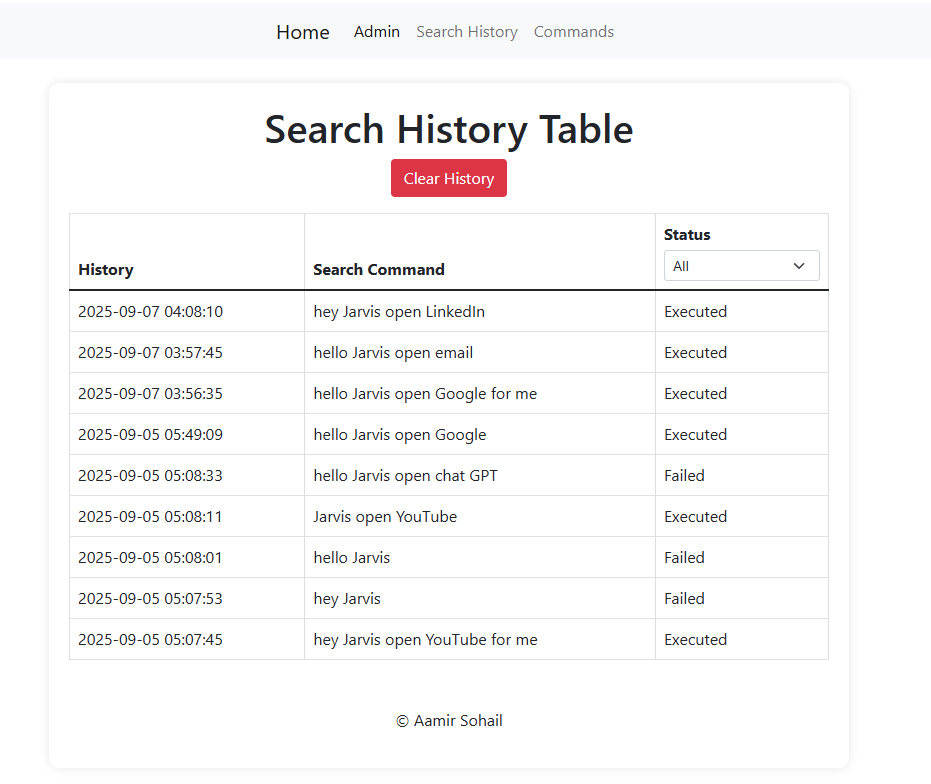 Home Admin Search History Commands
Search History Table
Clear History
History Search Command Status
All
2025-09-07 04:08:10 hey Jarvis open LinkedIn Executed
2025-09-07 03:57:45 hello Jarvis open email Executed
2025-09-07 03:56:35 hello Jarvis open Google for me Executed
2025-09-05 05:49:09 hello Jarvis open Google Executed
2025-09-05 05:08:33 hello Jarvis open chat GPT Failed
2025-09-05 05:08:11 Jarvis open YouTube Executed
2025-09-05 05:08:01 hello Jarvis Failed
2025-09-05 05:07:53 hey Jarvis Failed
2025-09-05 05:07:45 hey Jarvis open YouTube for me Executed
© Aamir Sohail